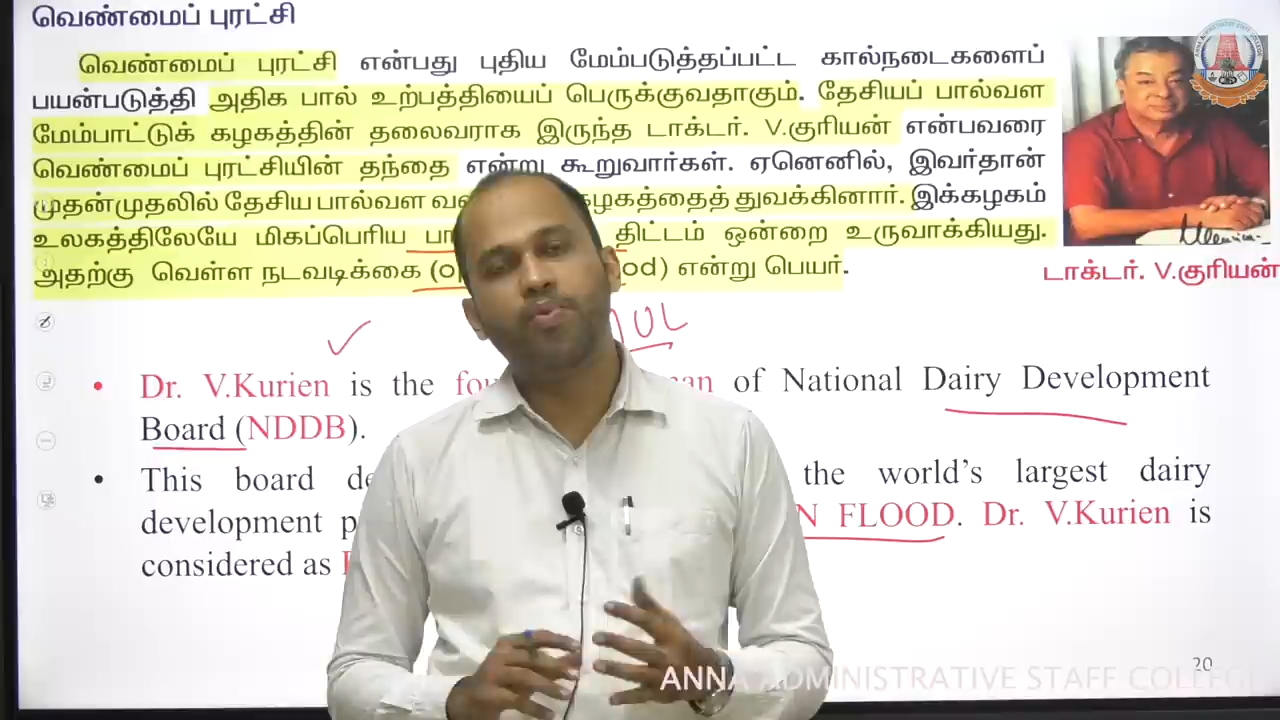 வெண்மைப் புரட்சி
வெண்மைப் புரட்சி என்பது புதிய மேம்படுத்தப்பட்ட கால்நடைகளைப்
பயன்படுத்தி அதிக பால் உற்பத்தியைப் பெருக்குவதாகும். தேசியப் பால்வள
மேம்பாட்டுக் கழகத்தின் தலைவராக இருந்த டாக்டர். V.குரியன் என்பவரை
வெண்மைப் புரட்சியின் தந்தை என்று கூறுவார்கள். ஏனெனில், இவர்தான்
முதன்முதலில் தேசிய பால்வள கழகத்தைத் துவக்கினார். இக்கழகம்
உலகத்திலேயே மிகப்பெரிய திட்டம் ஒன்றை உருவாக்கியது.
அதற்கு வெள்ள நடவடிக்கை என்று பெயர்.
டாக்டர். V.குரியன்
• Dr. V.Kurien is the of National Dairy Development
Board (NDDB).
• This board the world's largest dairy
development FLOOD. Dr. V.Kurien is
considered as
20
ANNA ADMINISTRATIVE STAFF COLLEGE